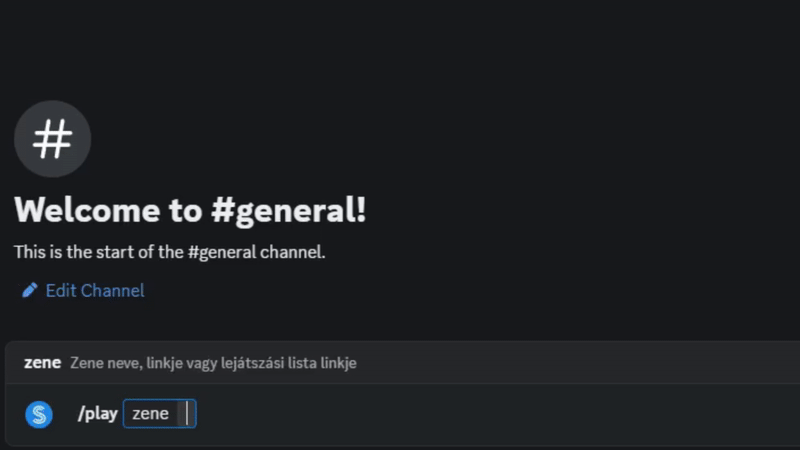 Welcome to #general!
This is the start of the #general channel.
Edit Channel
zene Zene neve, linkje vagy lejátszási lista linkje
/play zene